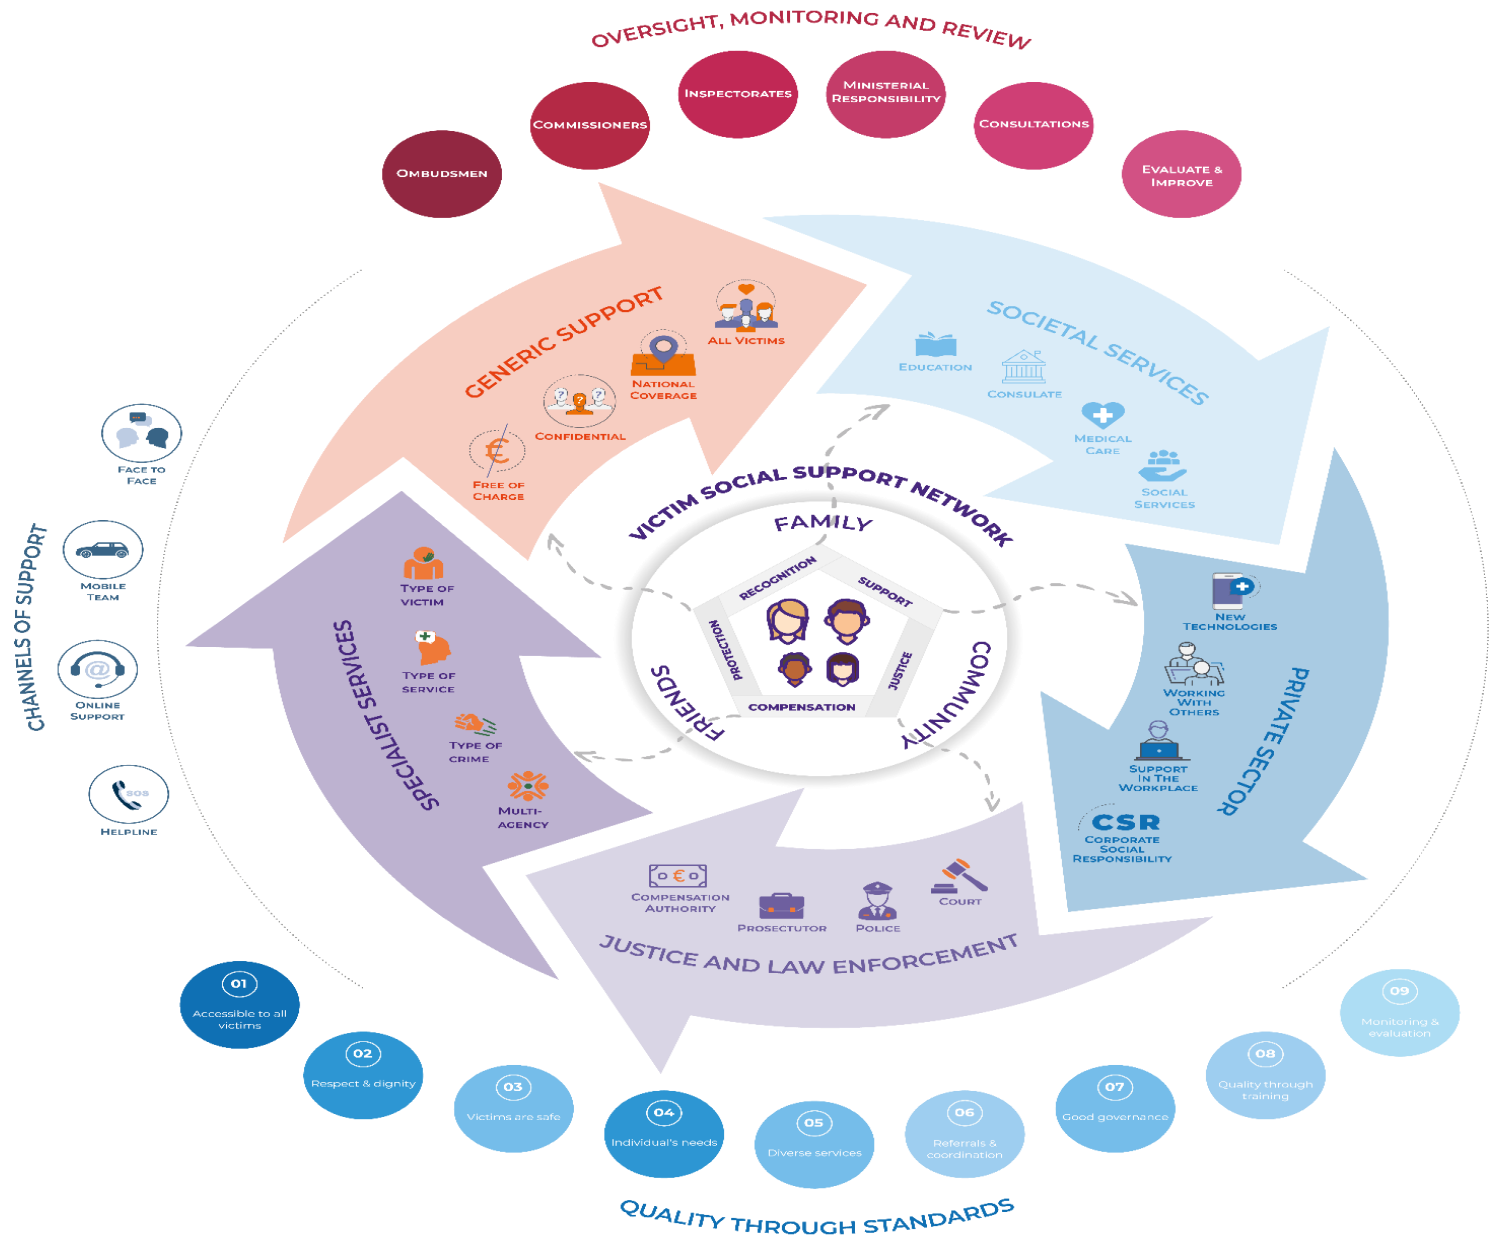 OVERSIGHT, MONITORING AND REVIEW
OMBUDSMEN
COMMISSIONERS
INSPECTORATES
MINISTERIAL
RESPONSIBILITY
CONSULTATIONS
EVALUATE &
IMPROVE
GENERIC SUPPORT
FREE OF
CHARGE
CONFIDENTIAL
NATIONAL
COVERAGE
ALL VICTIMS
SOCIETAL SERVICES
EDUCATION
CONSULATE
MEDICAL
CARE
SOCIAL
SERVICES
CHANNELS OF SUPPORT
FACE TO
FACE
MOBILE
TEAM
@
ONLINE
SUPPORT
SOS
HELPLINE
SPECIALIST SERVICES
TYPE OF
VICTIM
TYPE OF
SERVICE
TYPE OF
CRIME
MULTI-
AGENCY
VICTIM SOCIAL SUPPORT NETWORK
FAMILY
COMMUNITY
FRIENDS
RECOGNITION
SUPPORT
PROTECTION
JUSTICE
COMPENSATION
PRIVATE SECTOR
NEW
TECHNOLOGIES
WORKING
WITH
OTHERS
SUPPORT
IN THE
WORKPLACE
CSR
CORPORATE
SOCIAL
RESPONSIBILITY
COMPENSATION
AUTHORITY
PROSECTUTOR
POLICE
COURT
JUSTICE AND LAW ENFORCEMENT
01
Accessible to all
victims
02
Respect & dignity
03
Victims are safe
04
Individual's needs
05
Diverse services
06
Referrals &
coordination
07
Good governance
08
Quality through
training
09
Monitoring &
evaluation
QUALITY THROUGH STANDARDS